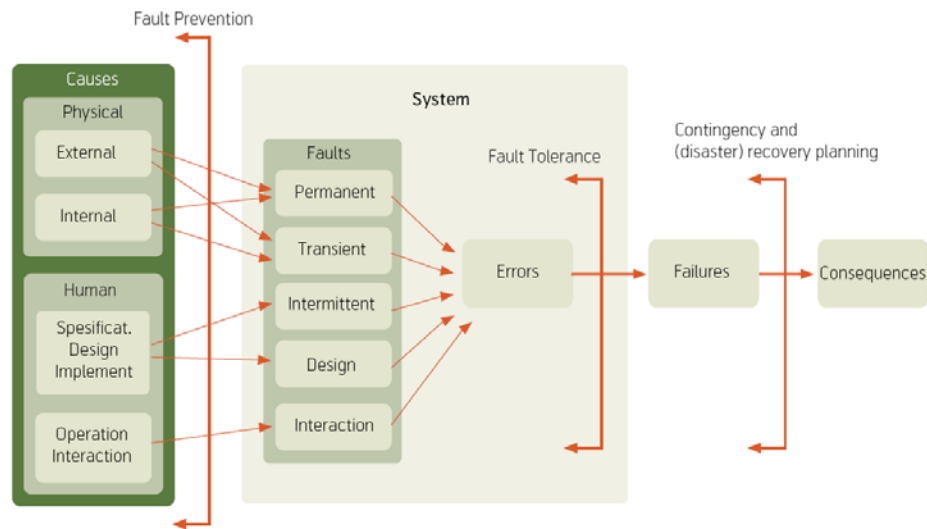 Fault Prevention
Causes
Physical
External
Internal
Human
Spesificat.
Design
Implement
Operation
Interaction
System
Faults
Permanent
Transient
Intermittent
Design
Interaction
Errors
Fault Tolerance
Failures
Contingency and
(disaster) recovery planning
Consequences